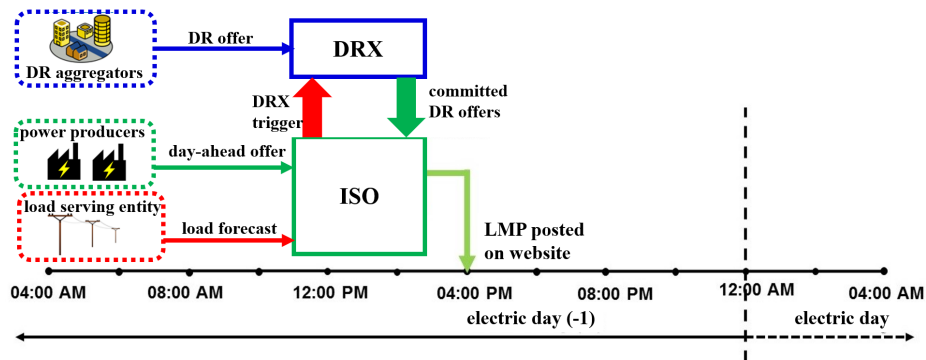 DR aggregators
DR offer
DRX
DRX
trigger
committed
DR offers
power producers
day-ahead offer
ISO
load serving entity
load forecast
LMP posted
on website
04:00 AM
08:00 AM
12:00 PM
04:00 PM
08:00 PM
12:00 AM
04:00 AM
electric day (-1)
electric day